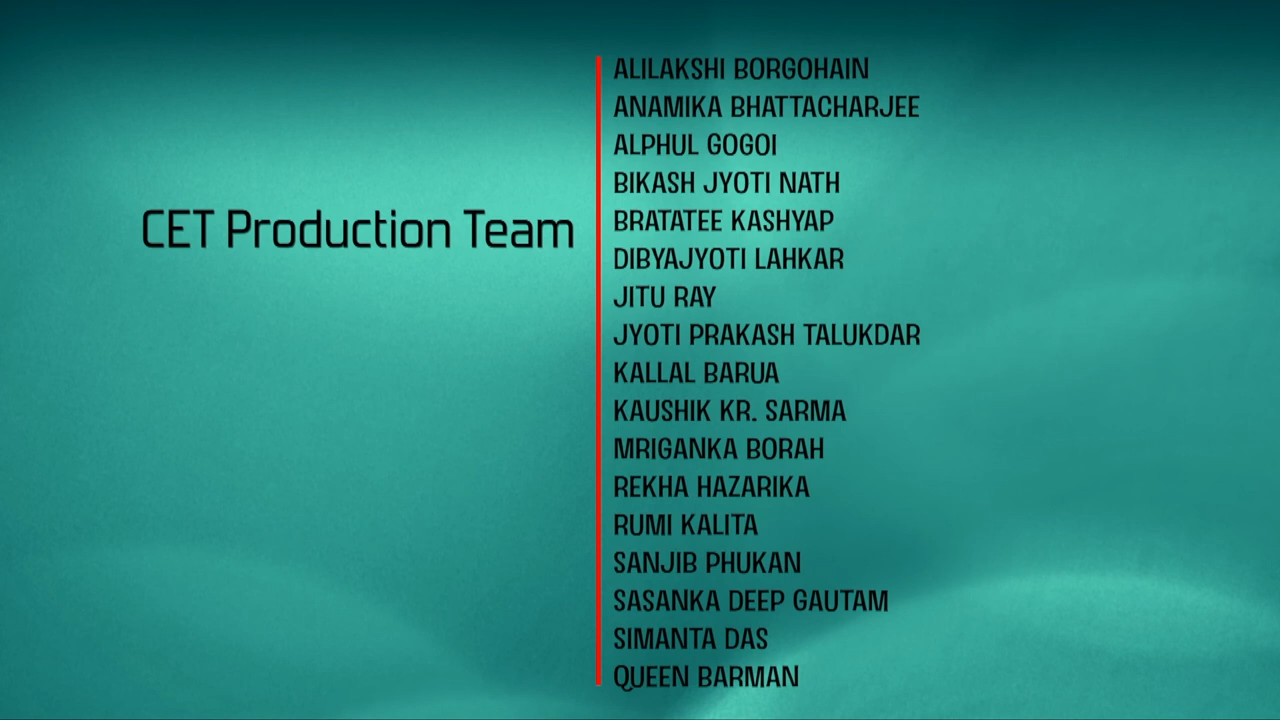 CET Production Team
ALILAKSHI BORGOHAIN
ANAMIKA BHATTACHARJEE
ALPHUL GOGOI
BIKASH JYOTI NATH
BRATATEE KASHYAP
DIBYAJYOTI LAHKAR
JITU RAY
JYOTI PRAKASH TALUKDAR
KALLAL BARUA
KAUSHIK KR. SARMA
MRIGANKA BORAH
REKHA HAZARIKA
RUMI KALITA
SANJIB PHUKAN
SASANKA DEEP GAUTAM
SIMANTA DAS
QUEEN BARMAN